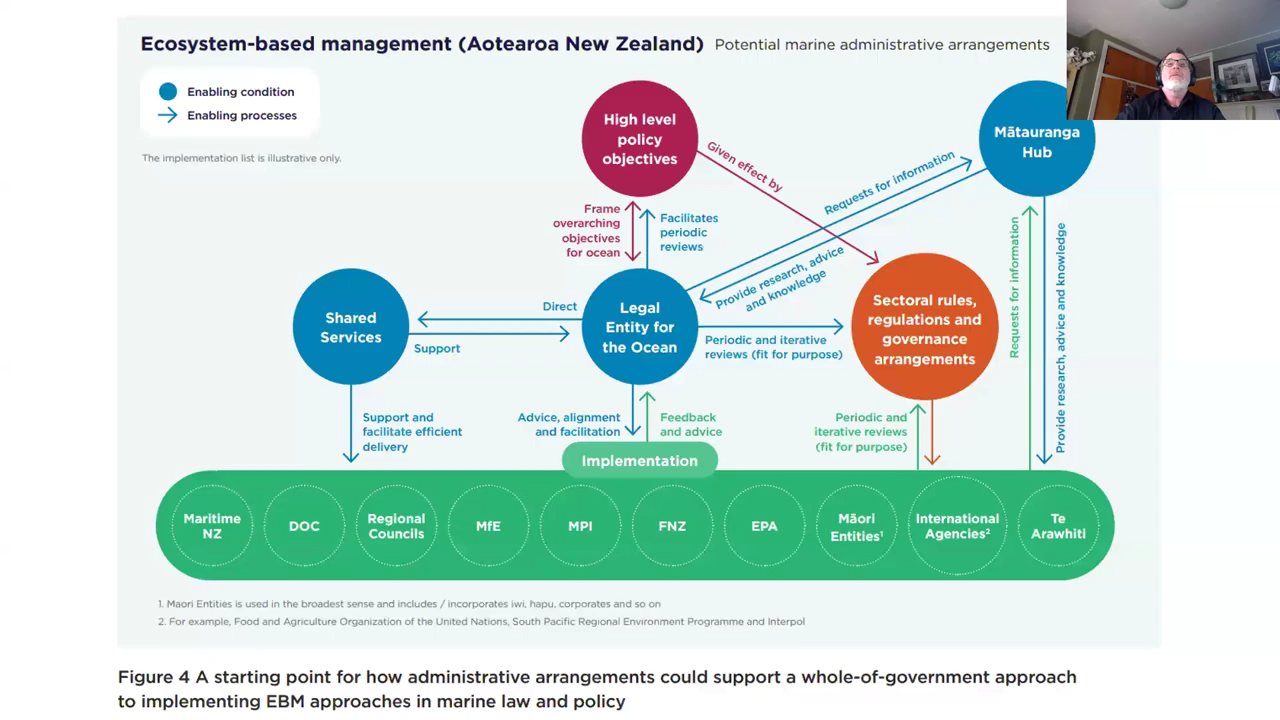 Ecosystem-based management (Aotearoa New Zealand) Potential marine administrative arrangements
Enabling condition
Enabling processes
The implementation list is illustrative only.
High level
policy
objectives
Mātauranga
Hub
Given effect by
Requests for information
Provide research, advice
and knowledge
Frame
overarching
objectives
for ocean
Facilitates
periodic
reviews
Shared
Services
Direct
Support
Legal
Entity for
the Ocean
Periodic and iterative
reviews (fit for purpose)
Sectoral rules,
regulations and
governance
arrangements
Requests for information
Provide research, advice and knowledge
Support and
facilitate efficient
delivery
Advice, alignment
and facilitation
Feedback
and advice
Periodic and
iterative reviews
(fit for purpose)
Implementation
Maritime
NZ
DOC
Regional
Councils
MfE
MPI
FNZ
EPA
Māori
Entities¹
International
Agencies²
Te
Arawhiti
1. Maori Entities is used in the broadest sense and includes / incorporates iwi, hapu, corporates and so on
2. For example, Food and Agriculture Organization of the United Nations, South Pacific Regional Environment Programme and Interpol
Figure 4 A starting point for how administrative arrangements could support a whole-of-government approach
to implementing EBM approaches in marine law and policy